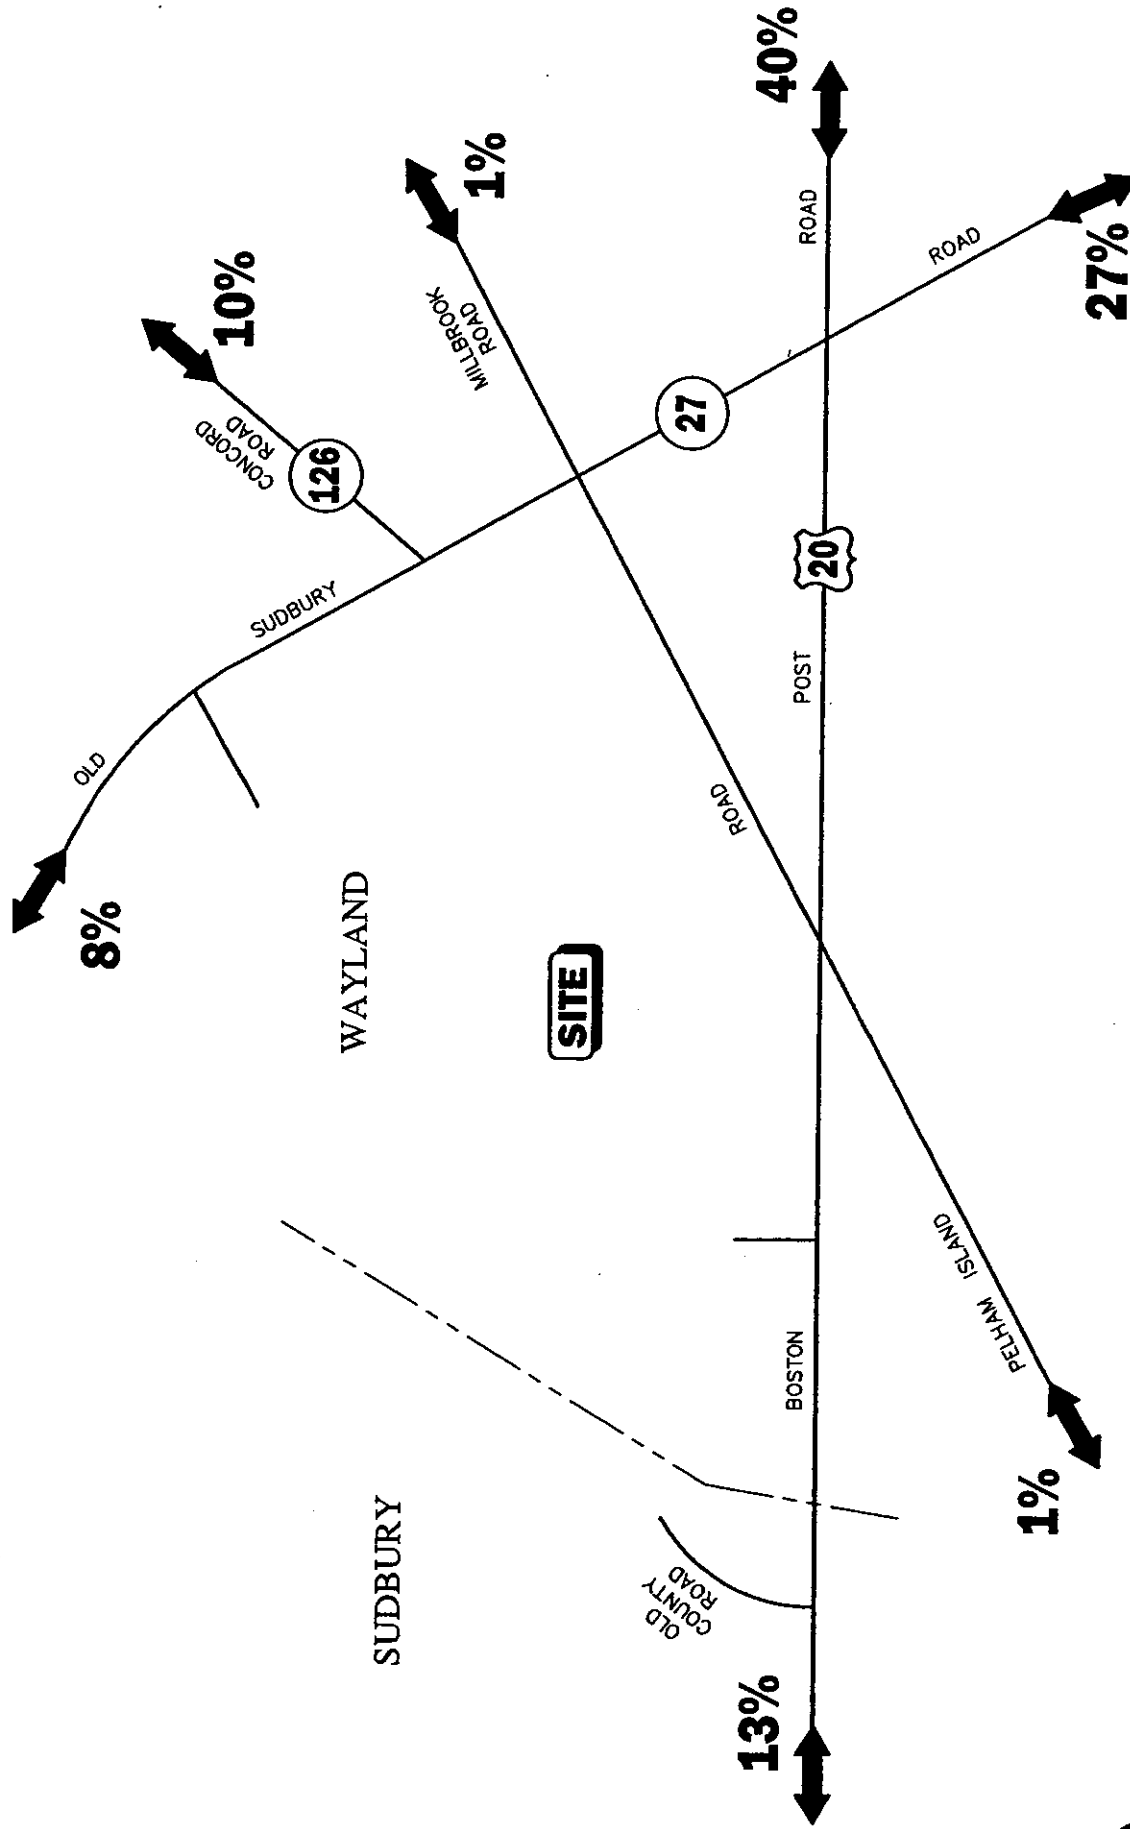 8%
OLD
SUDBURY
CONCORD
ROAD
126
10%
MILLBROOK
ROAD
1%
27
WAYLAND
SITE
ROAD
SUDBURY
OLD
COUNTY
ROAD
13%
BOSTON
POST
20
ROAD
40%
ROAD
27%
PELHAM ISLAND
1%